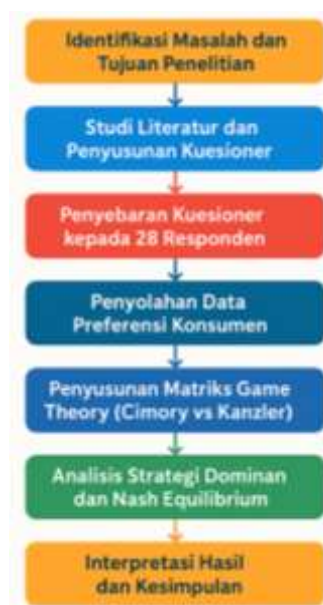 Identifikasi Masalah dan
Tujuan Penelitian
Studi Literatur dan
Penyusunan Kuesioner
Penyebaran Kuesioner
kepada 28 Responden
Penyolahan Data
Preferensi Konsumen
Penyusunan Matriks Game
Theory (Cimory vs Kanzler)
Analisis Strategi Dominan
dan Nash Equilibrium
Interpretasi Hasil
dan Kesimpulan